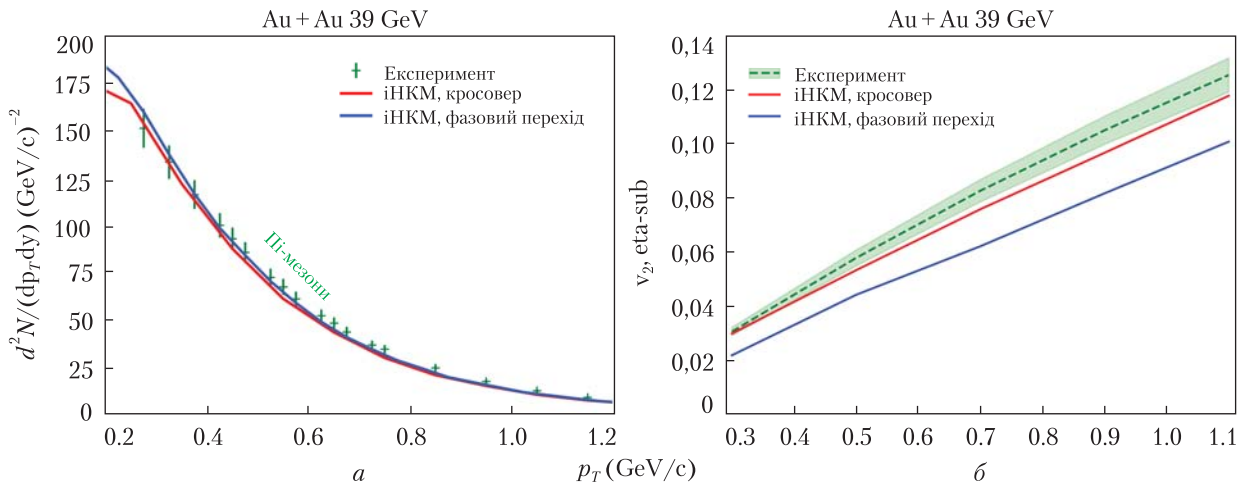 Au + Au 39 GeV
d²N/(dp_T dy) (GeV/c)⁻²
200
175
150
125
100
75
50
25
0
Експеримент
іНКМ, кросовер
іНКМ, фазовий перехід
Пі-мезони
0.2 0.4 0.6 0.8 1.0 1.2
а
p_T (GeV/c)
Au + Au 39 GeV
v₂, eta-sub
0,14
0,12
0,10
0,08
0,06
0,04
0,02
0
Експеримент
іНКМ, кросовер
іНКМ, фазовий перехід
0.3 0.4 0.5 0.6 0.7 0.8 0.9 1.0 1.1
б